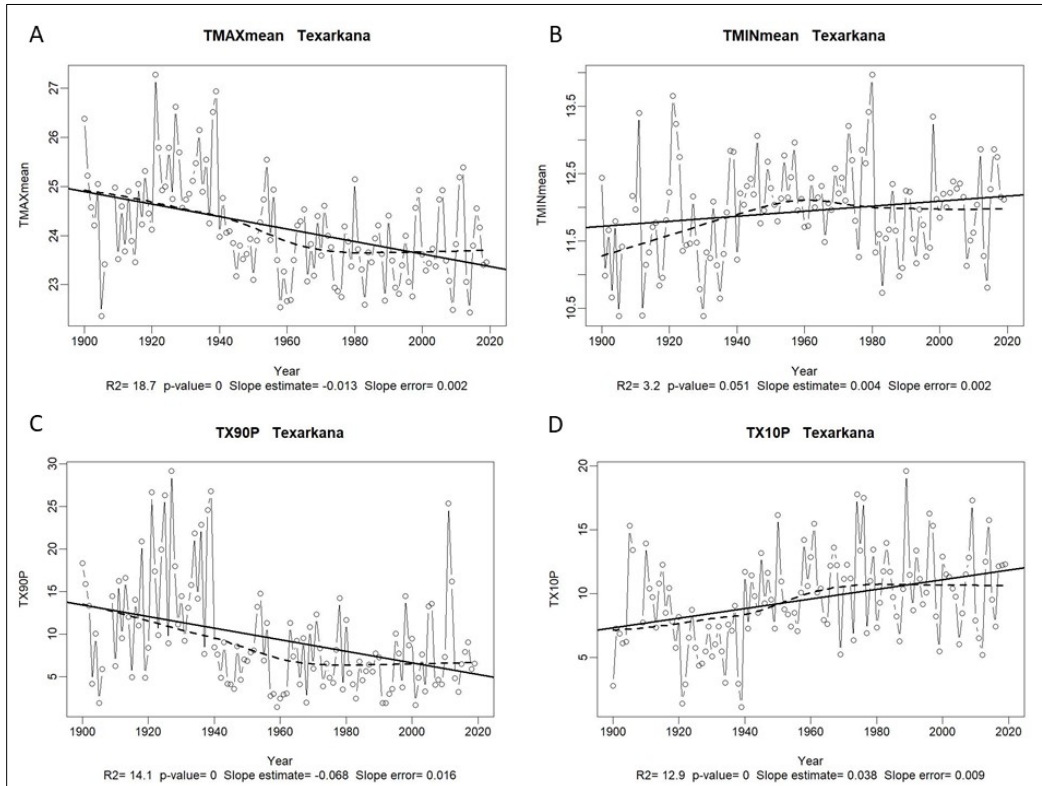 A
TMAXmean Texarkana
TMAXmean
27
26
25
24
23
1900 1920 1940 1960 1980 2000 2020
Year
R2= 18.7 p-value= 0 Slope estimate= -0.013 Slope error= 0.002
B
TMINmean Texarkana
TMINmean
13.5
12.5
11.5
10.5
1900 1920 1940 1960 1980 2000 2020
Year
R2= 3.2 p-value= 0.051 Slope estimate= 0.004 Slope error= 0.002
C
TX90P Texarkana
TX90P
30
25
20
15
10
5
1900 1920 1940 1960 1980 2000 2020
Year
R2= 14.1 p-value= 0 Slope estimate= -0.068 Slope error= 0.016
D
TX10P Texarkana
TX10P
20
15
10
5
1900 1920 1940 1960 1980 2000 2020
Year
R2= 12.9 p-value= 0 Slope estimate= 0.038 Slope error= 0.009